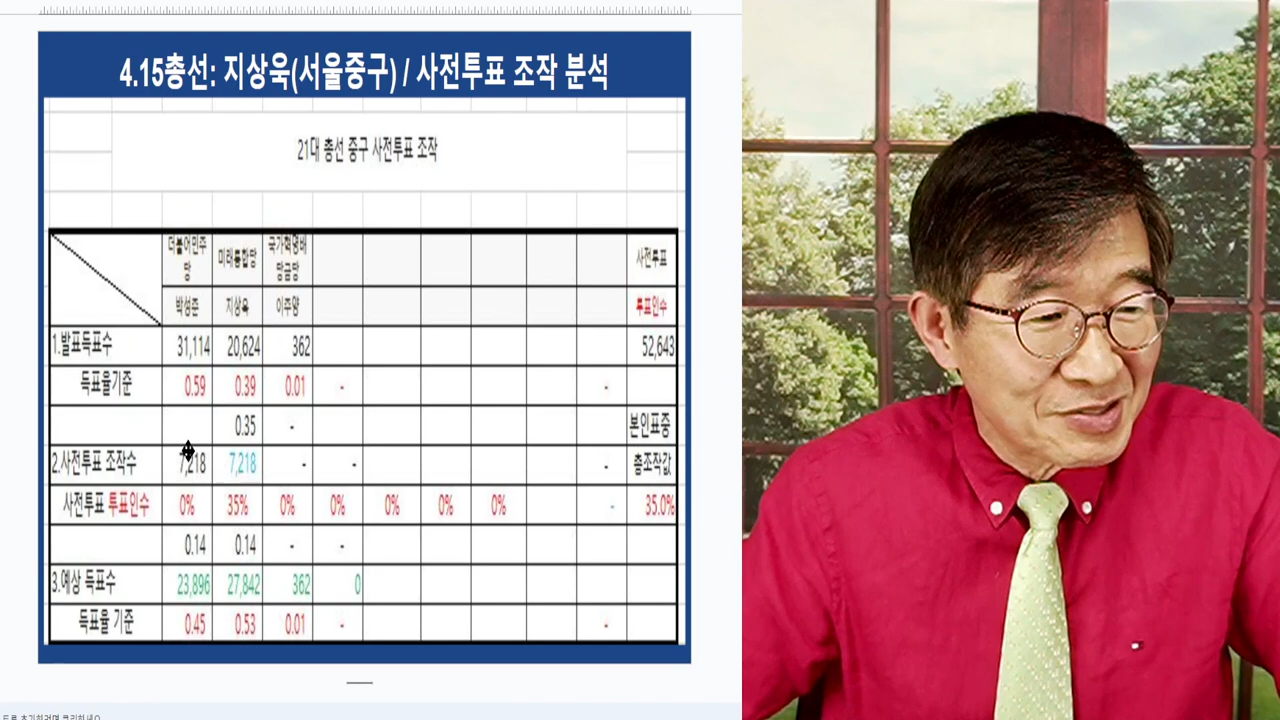 4.15총선: 지상욱(서울중구) / 사전투표 조작 분석
21대 총선 중구 사전투표 조작
더불어민주당 미래통합당 국가혁명배당금당 사전투표
박성준 지상욱 이주양 투표인수
1.발표득표수 31,114 20,624 362 52,643
득표율기준 0.59 0.39 0.01 - -
0.35 - 본인표중
2.사전투표 조작수 7,218 7,218 - - - 총조작값
사전투표 투표인수 0% 35% 0% 0% 0% 0% 0% - 35.0%
0.14 0.14 - -
3.예상 득표수 23,896 27,842 362 0
득표율 기준 0.45 0.53 0.01 - -